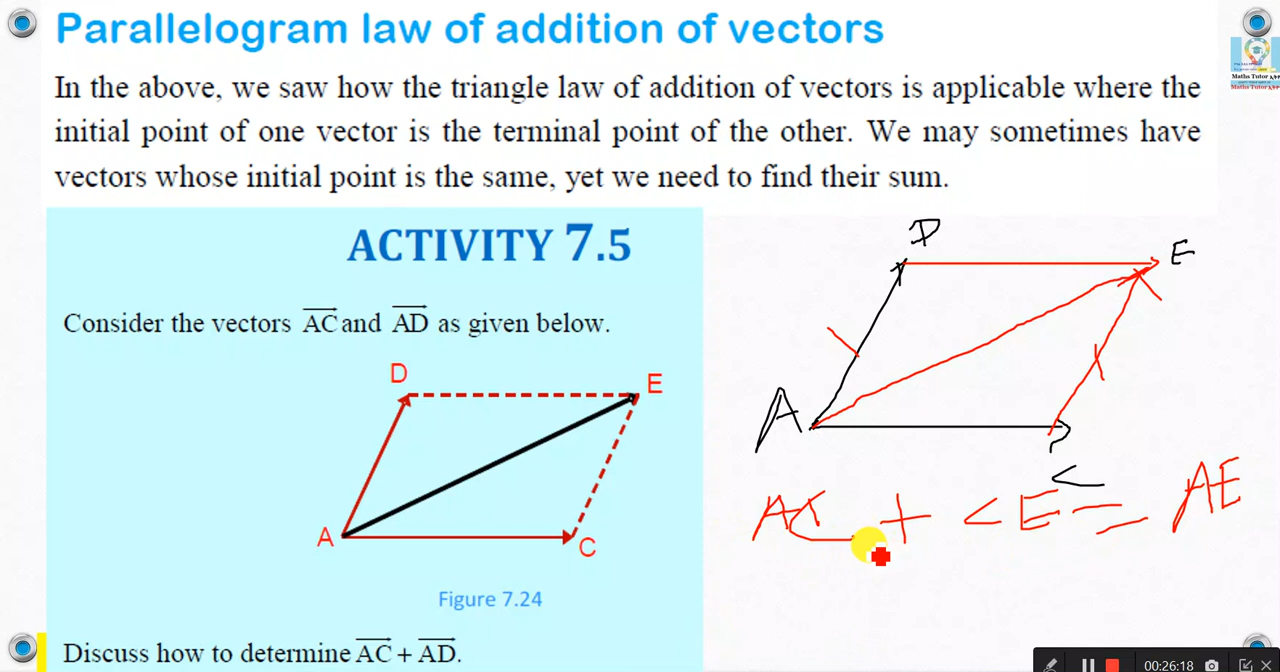 Parallelogram law of addition of vectors
In the above, we saw how the triangle law of addition of vectors is applicable where the
initial point of one vector is the terminal point of the other. We may sometimes have
vectors whose initial point is the same, yet we need to find their sum.
ACTIVITY 7.5
Consider the vectors AC and AD as given below.
D
E
A
C
Figure 7.24
Discuss how to determine AC + AD.
D
E
A
C
AC + CE = AE
Maths Tutor
Maths Tutor
00:26:18